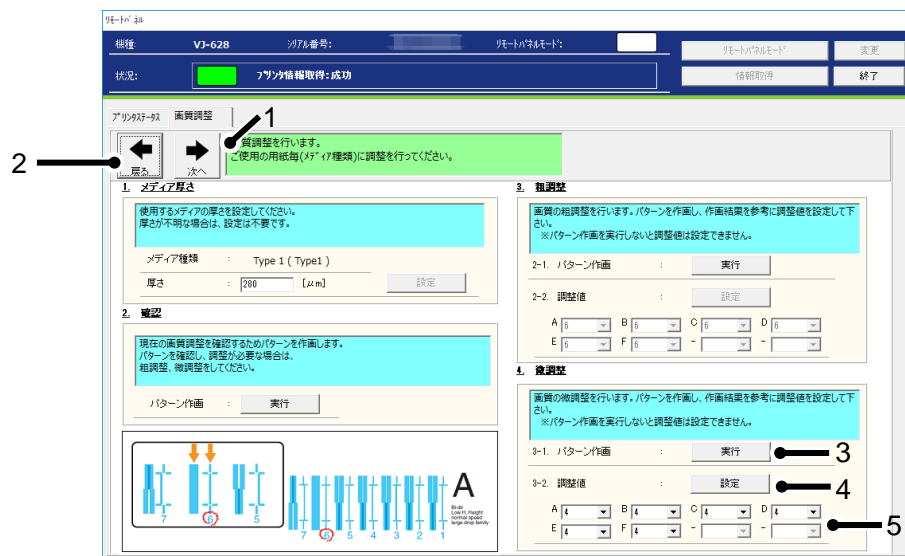 リモートパネル
機種: VJ-628 シリアル番号: リモートパネルモード:
リモートパネルモード 変更
状況: プリンタ情報取得:成功
情報取得 終了
プリンタステータス 画質調整
1
2
戻る 次へ
質調整を行います。
ご使用の用紙毎(メディア種類)に調整を行ってください。
1. メディア厚さ
使用するメディアの厚さを設定してください。
厚さが不明な場合は、設定は不要です。
メディア種類 : Type 1 ( Type1 )
厚さ : 280 [μm] 設定
2. 確認
現在の画質調整を確認するためパターンを作画します。
パターンを確認し、調整が必要な場合は、
粗調整、微調整をしてください。
パターン作画 : 実行
7 6 5
7 6 5 4 3 2 1
A
Bi-dir
Low H. Height
normal speed
large drop family
3. 粗調整
画質の粗調整を行います。パターンを作画し、作画結果を参考に調整値を設定して下
さい。
※パターン作画を実行しないと調整値は設定できません。
2-1. パターン作画 : 実行
2-2. 調整値 : 設定
A 6 B 6 C 6 D 6
E 6 F 6 - -
4. 微調整
画質の微調整を行います。パターンを作画し、作画結果を参考に調整値を設定して下
さい。
※パターン作画を実行しないと調整値は設定できません。
3-1. パターン作画 : 実行 3
3-2. 調整値 : 設定 4
A 4 B 4 C 4 D 4
E 4 F 4 - - 5